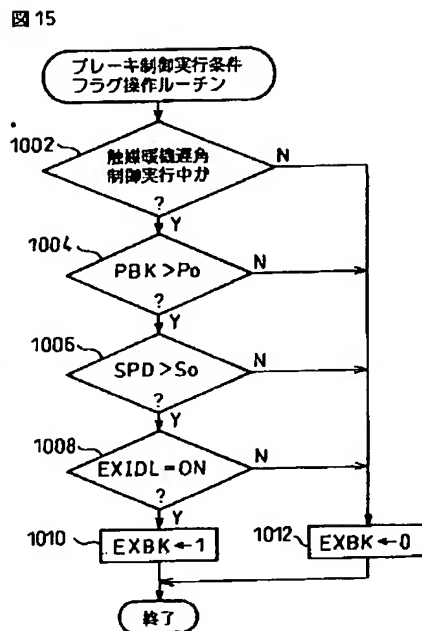 図15
ブレーキ制御実行条件
フラグ操作ルーチン
1002
触媒暖機遅角
制御実行中か
?
N
Y
1004
PBK>Po
?
N
Y
1006
SPD>So
?
N
Y
1008
EXIDL=ON
?
N
Y
1010
EXBK←1
1012
EXBK←0
終了